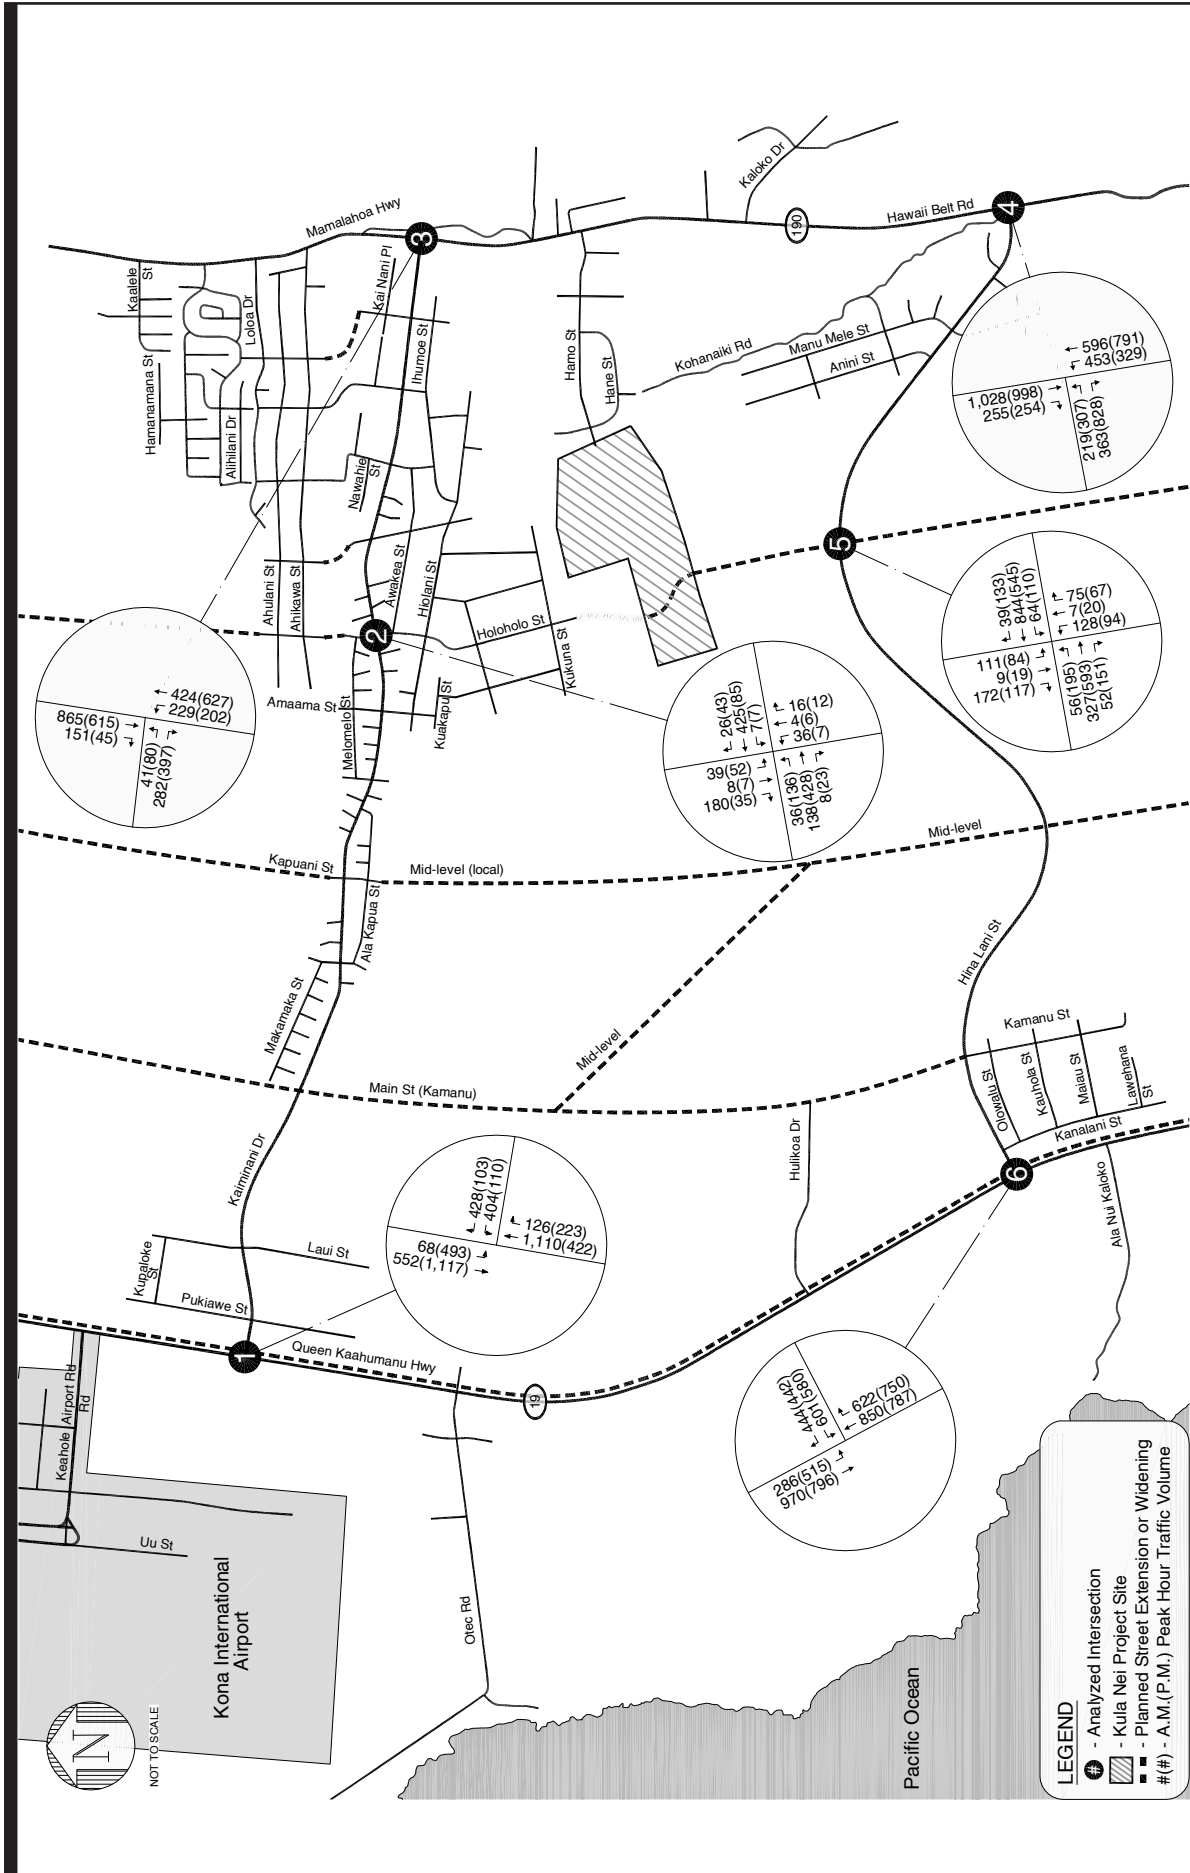 Mamalahoa Hwy
3
Kaalele
St
Loloa Dr
Kai Nani Pl
Hamanamana St
Alihilani Dr
Ihumoe St
Nawahie
St
Ahulani St
Ahikawa St
Awakea St
Hiolani St
2
Holoholo St
Kukuna St
Amaama St
Melomelo St
Kuakapu St
Hamo St
Hane St
Kaloko Dr
190
Hawaii Belt Rd
4
Kohanaiki Rd
Manu Mele St
Anini St
596(791)
453(329)
1,028(998)
255(254)
219(307)
363(828)
5
39(133)
844(545)
64(110)
75(67)
7(20)
128(94)
111(84)
9(19)
172(117)
56(195)
327(593)
52(151)
424(627)
229(202)
865(615)
151(45)
41(80)
282(397)
26(43)
425(85)
7(7)
16(12)
4(6)
36(7)
39(52)
8(7)
180(35)
36(136)
138(428)
8(23)
Kapuani St
Mid-level (local)
Mid-level
Ala Kapua St
Makamaka St
Mid-level
Main St (Kamanu)
Kaiminani Dr
Hina Lani St
Kamanu St
Olowalu St
Kauhola St
Maiau St
Lawehana
St
Kanalani St
6
Hulikoa Dr
Ala Nui Kaloko
428(103)
404(110)
126(223)
1,110(422)
68(493)
552(1,117)
Kupaloke
St
Laui St
Pukiawe St
1
Queen Kaahumanu Hwy
19
444(442)
601(580)
622(750)
850(787)
286(515)
970(796)
Keahole Airport Rd
Rd
Uu St
Kona International
Airport
Otec Rd
Pacific Ocean
N
NOT TO SCALE
LEGEND
# - Analyzed Intersection
- Kula Nei Project Site
- Planned Street Extension or Widening
#(#) - A.M.(P.M.) Peak Hour Traffic Volume